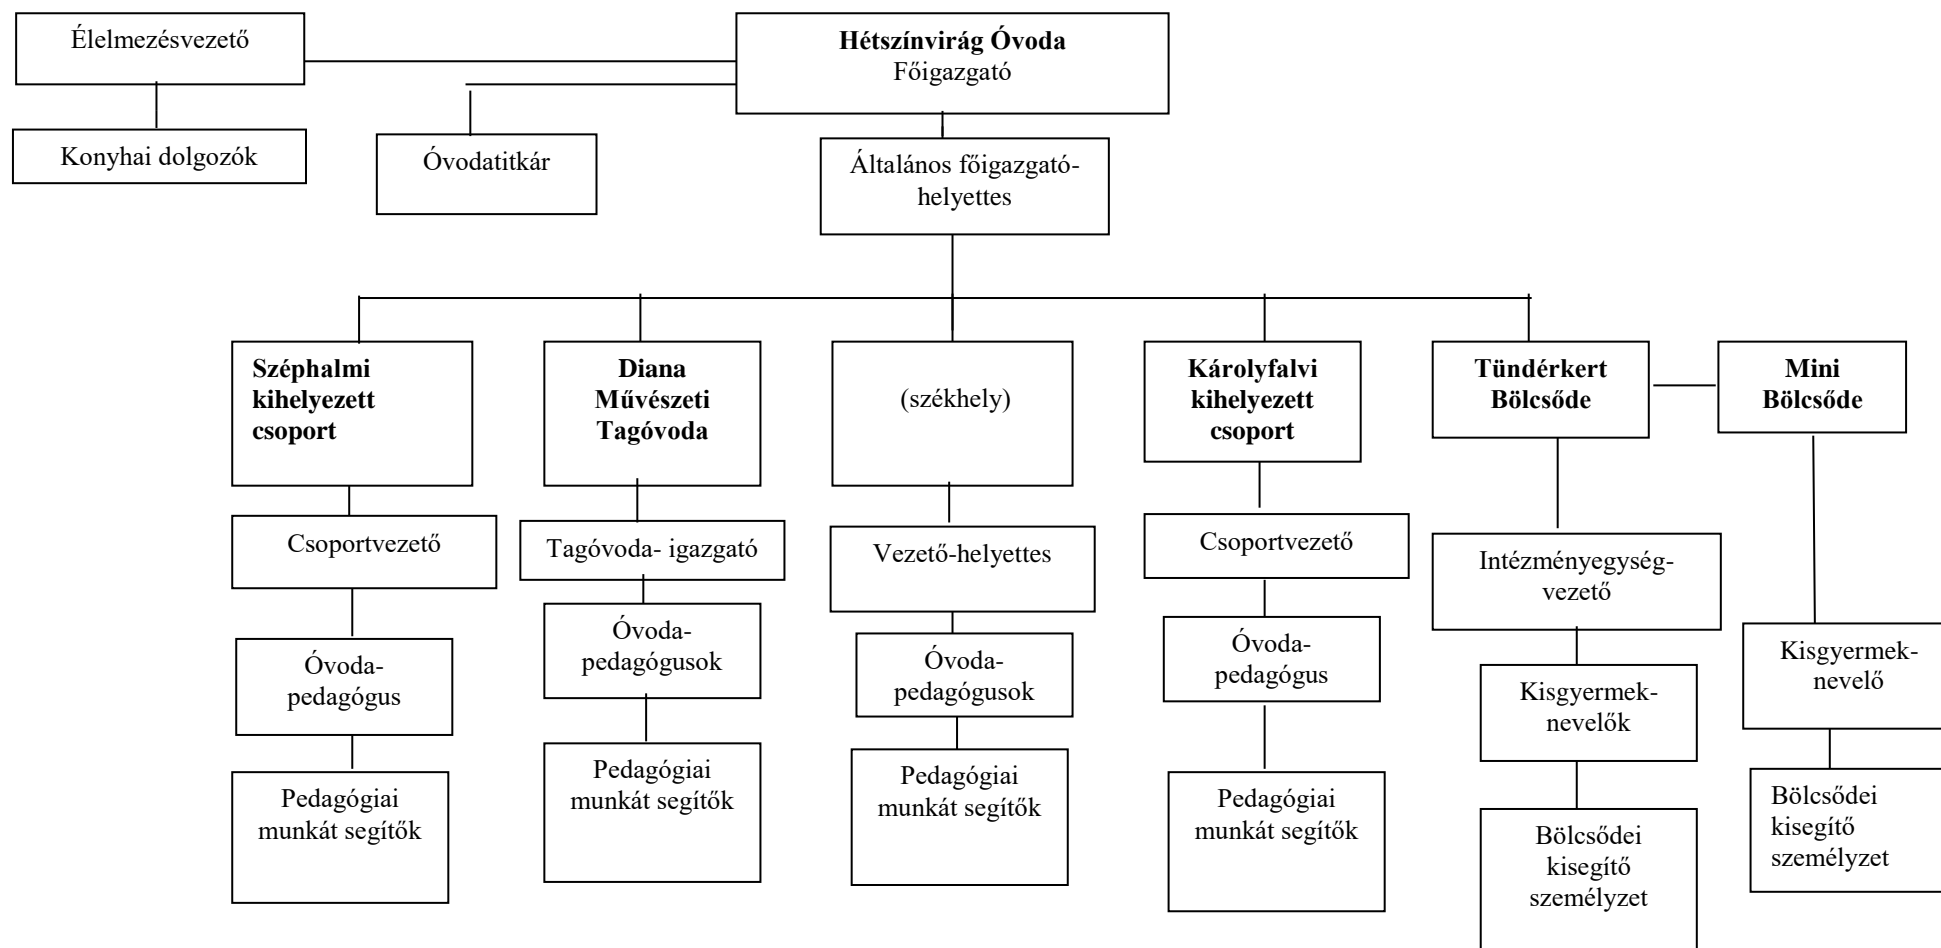 Élelmezésvezető
Hétszínvirág Óvoda
Főigazgató
Konyhai dolgozók
Óvodatitkár
Általános főigazgató-
helyettes
Széphalmi
kihelyezett
csoport
Diana
Művészeti
Tagóvoda
(székhely)
Károlyfalvi
kihelyezett
csoport
Tündérkert
Bölcsőde
Mini
Bölcsőde
Csoportvezető
Tagóvoda- igazgató
Vezető-helyettes
Csoportvezető
Intézményegység-
vezető
Óvoda-
pedagógus
Óvoda-
pedagógusok
Óvoda-
pedagógusok
Óvoda-
pedagógus
Kisgyermek-
nevelők
Kisgyermek-
nevelő
Pedagógiai
munkát segítők
Pedagógiai
munkát segítők
Pedagógiai
munkát segítők
Pedagógiai
munkát segítők
Bölcsődei
kisegítő
személyzet
Bölcsődei
kisegítő
személyzet